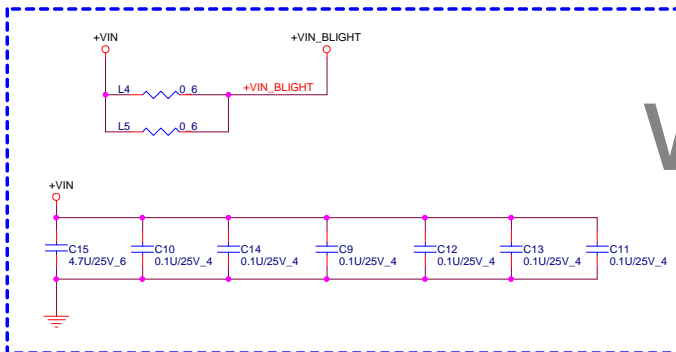 +VIN +VIN_BLIGHT
L4 0_6 +VIN_BLIGHT
L5 0_6
+VIN
C15 C10 C14 C9 C12 C13 C11
4.7U/25V_6 0.1U/25V_4 0.1U/25V_4 0.1U/25V_4 0.1U/25V_4 0.1U/25V_4 0.1U/25V_4